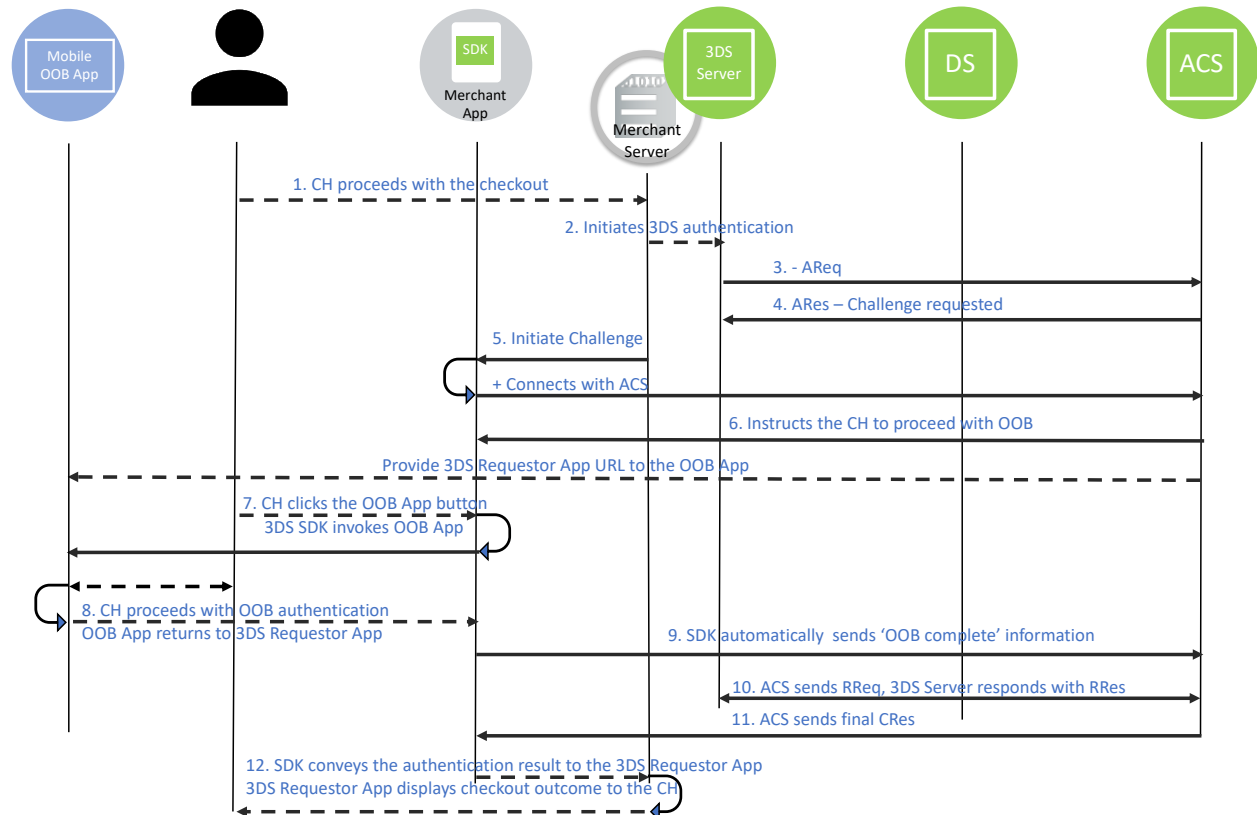 Mobile
OOB App
SDK
Merchant
App
01010
Merchant
Server
3DS
Server
DS
ACS
1. CH proceeds with the checkout
2. Initiates 3DS authentication
3. - AReq
4. ARes – Challenge requested
5. Initiate Challenge
+ Connects with ACS
6. Instructs the CH to proceed with OOB
Provide 3DS Requestor App URL to the OOB App
7. CH clicks the OOB App button
3DS SDK invokes OOB App
8. CH proceeds with OOB authentication
OOB App returns to 3DS Requestor App
9. SDK automatically sends ‘OOB complete’ information
10. ACS sends RReq, 3DS Server responds with RRes
11. ACS sends final CRes
12. SDK conveys the authentication result to the 3DS Requestor App
3DS Requestor App displays checkout outcome to the CH